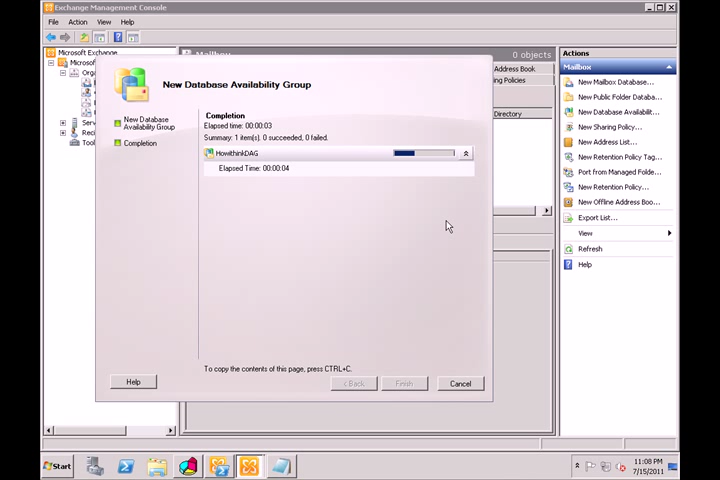 Exchange Management Console
File Action View Help
Microsoft Exchange
Mailbox
0 objects
Actions
Mailbox
New Mailbox Database...
New Public Folder Databa...
New Database Availabilit...
New Sharing Policy...
New Address List...
New Retention Policy Tag...
Port from Managed Folde...
New Retention Policy...
New Offline Address Boo...
Export List...
View
Refresh
Help
Address Book
Directory
New Database Availability Group
New Database
Availability Group
Completion
Completion
Elapsed time: 00:00:03
Summary: 1 item(s). 0 succeeded, 0 failed.
HowithinkDAG
Elapsed Time: 00:00:04
To copy the contents of this page, press CTRL+C.
Help
< Back
Finish
Cancel
Start
11:08 PM
7/15/2011